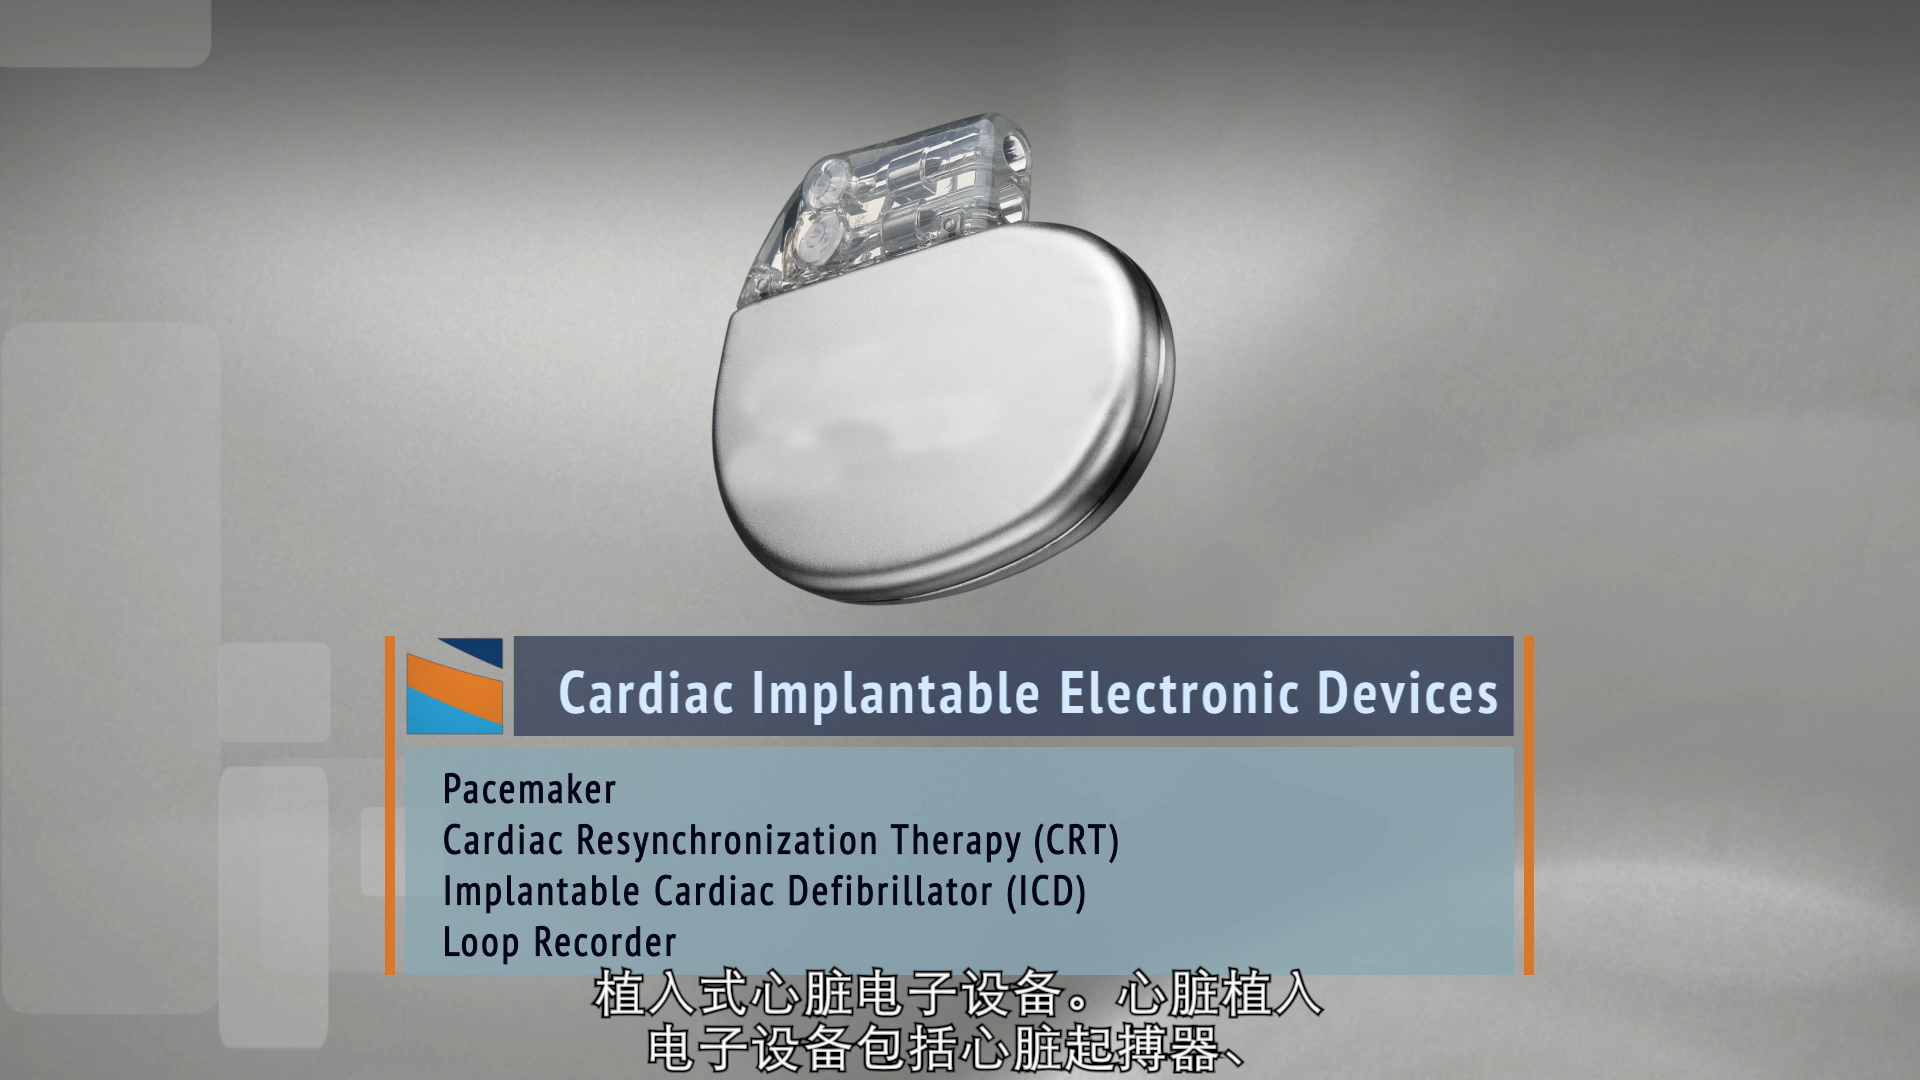 Cardiac Implantable Electronic Devices
Pacemaker
Cardiac Resynchronization Therapy (CRT)
Implantable Cardiac Defibrillator (ICD)
Loop Recorder
植入式心脏电子设备。心脏植入
电子设备包括心脏起搏器、